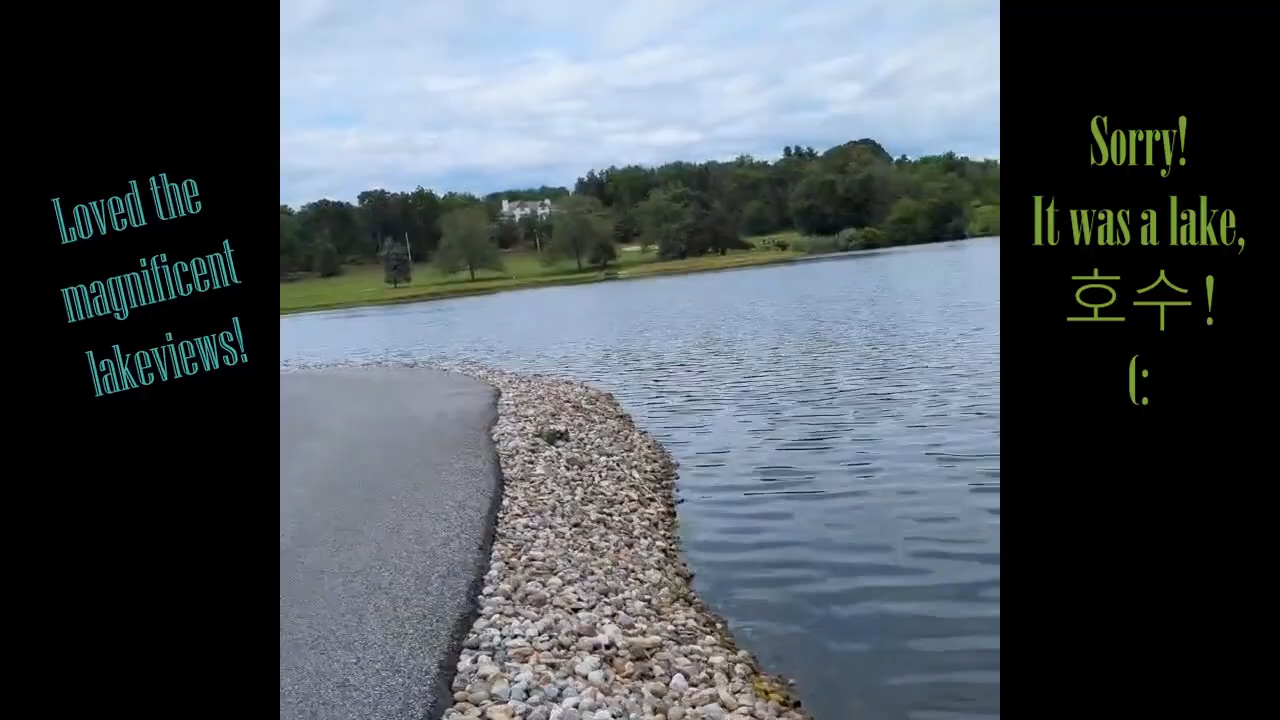 Loved the
magnificent
lakeviews!
Sorry!
It was a lake,
호수!
(: